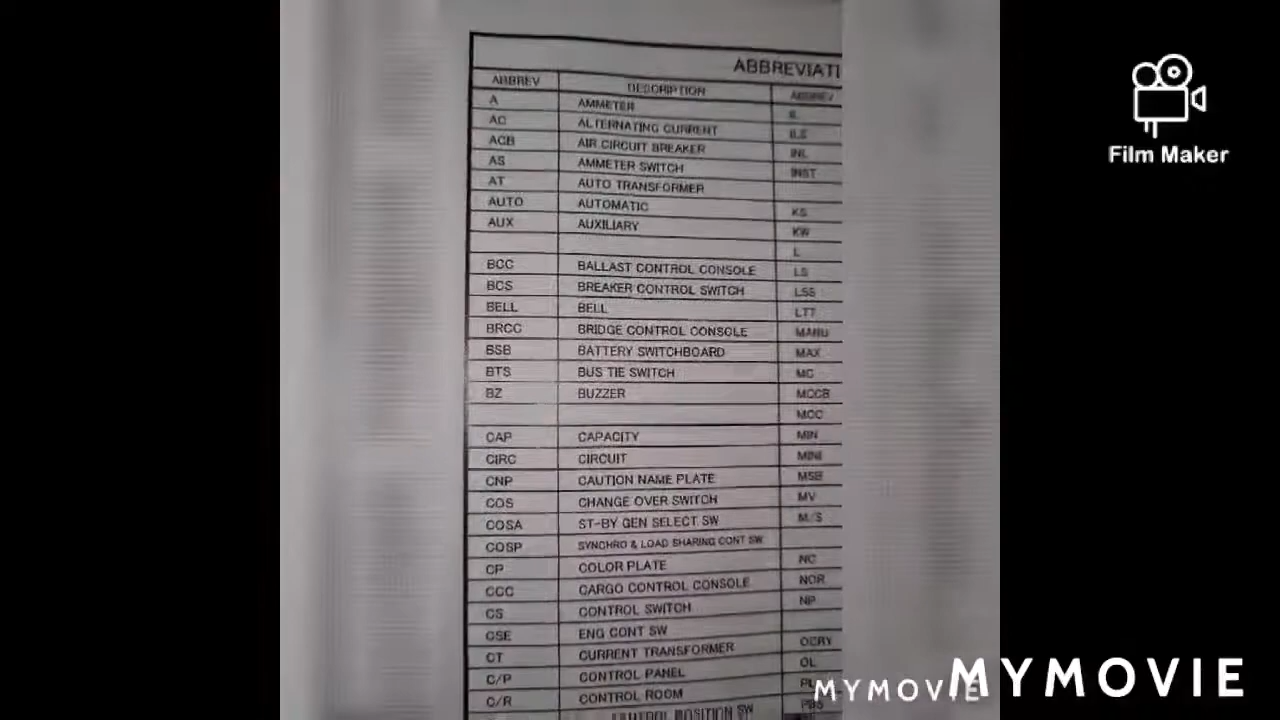 ABBREVIATI
ABBREV DESCRIPTION ABBREV
A AMMETER IL
AC ALTERNATING CURRENT ILS
ACB AIR CIRCUIT BREAKER INL
AS AMMETER SWITCH INST
AT AUTO TRANSFORMER
AUTO AUTOMATIC KS
AUX AUXILIARY KW
L
BCC BALLAST CONTROL CONSOLE LS
BCS BREAKER CONTROL SWITCH LSS
BELL BELL LTT
BRCC BRIDGE CONTROL CONSOLE MANU
BSB BATTERY SWITCHBOARD MAX
BTS BUS TIE SWITCH MC
BZ BUZZER MCCB
MCC
CAP CAPACITY MIN
CIRC CIRCUIT MINI
CNP CAUTION NAME PLATE MSB
COS CHANGE OVER SWITCH MV
COSA ST-BY GEN SELECT SW M/S
COSP SYNCHRO & LOAD SHARING CONT SW
CP COLOR PLATE NC
CCC CARGO CONTROL CONSOLE NOR
CS CONTROL SWITCH NP
CSE ENG CONT SW
CT CURRENT TRANSFORMER OCRY
C/P CONTROL PANEL OL
C/R CONTROL ROOM PL
CONTROL POSITION SW PBS
Film Maker
MYMOVIE
MYMOVIE